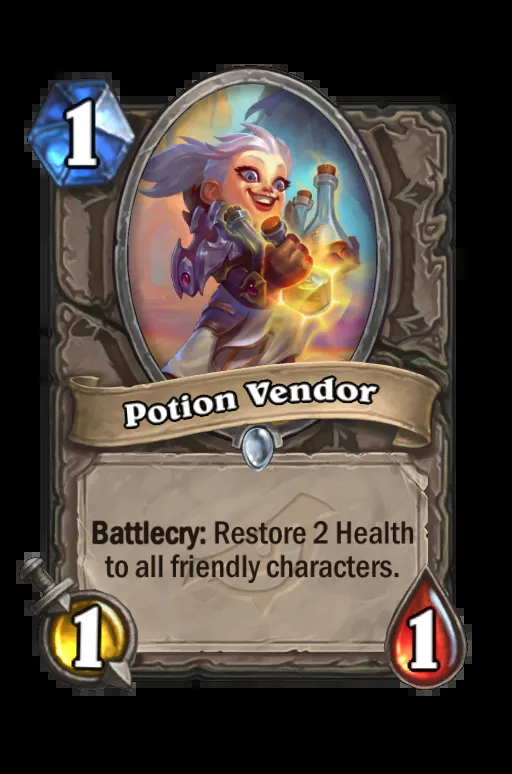 1
Potion Vendor
Battlecry: Restore 2 Health
to all friendly characters.
1
1